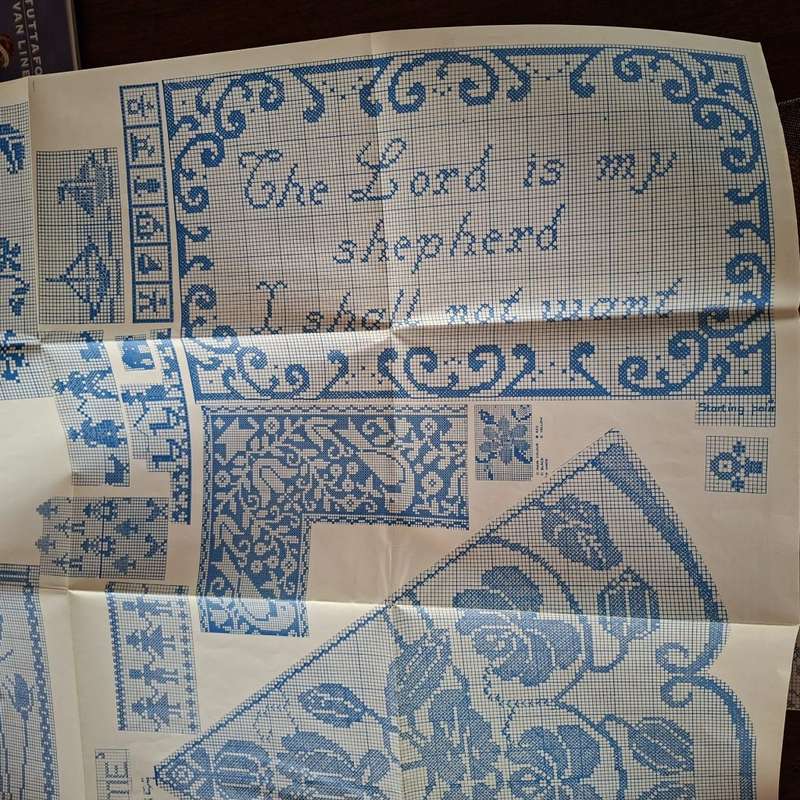 The Lord is my
shepherd
I shall not want
Starting point